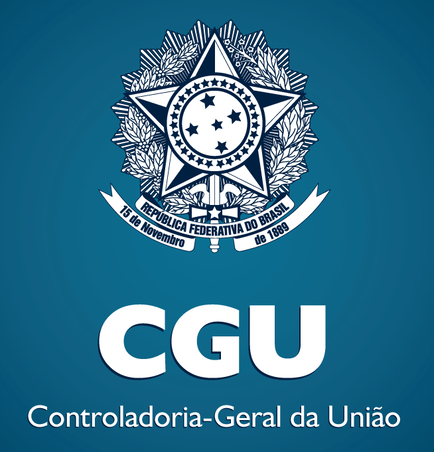 REPÚBLICA FEDERATIVA DO BRASIL
15 de Novembro de 1889
CGU
Controladoria-Geral da União